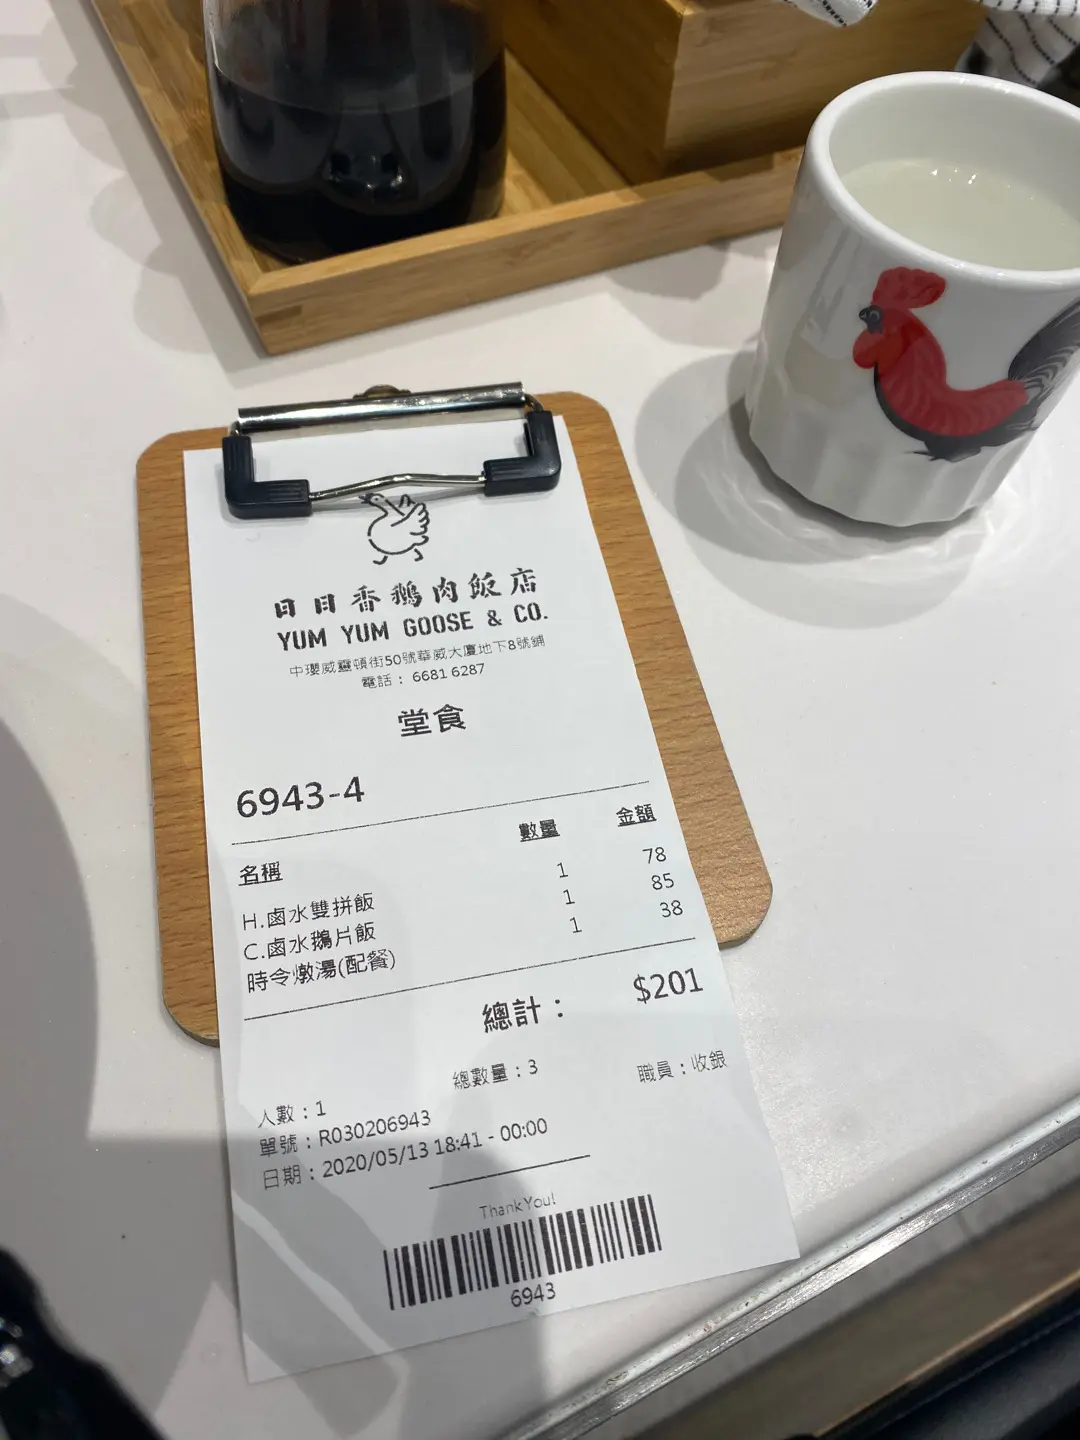 日日香鵝肉飯店
YUM YUM GOOSE & CO.
中環威靈頓街50號華威大廈地下8號鋪
電話： 6681 6287
堂食
6943-4
名稱 數量 金額
H.鹵水雙拼飯 1 78
C.鹵水鵝片飯 1 85
時令燉湯(配餐) 1 38
總計： $201
總數量：3
人數：1 職員：收銀
單號：R030206943
日期：2020/05/13 18:41 - 00:00
Thank You!
6943